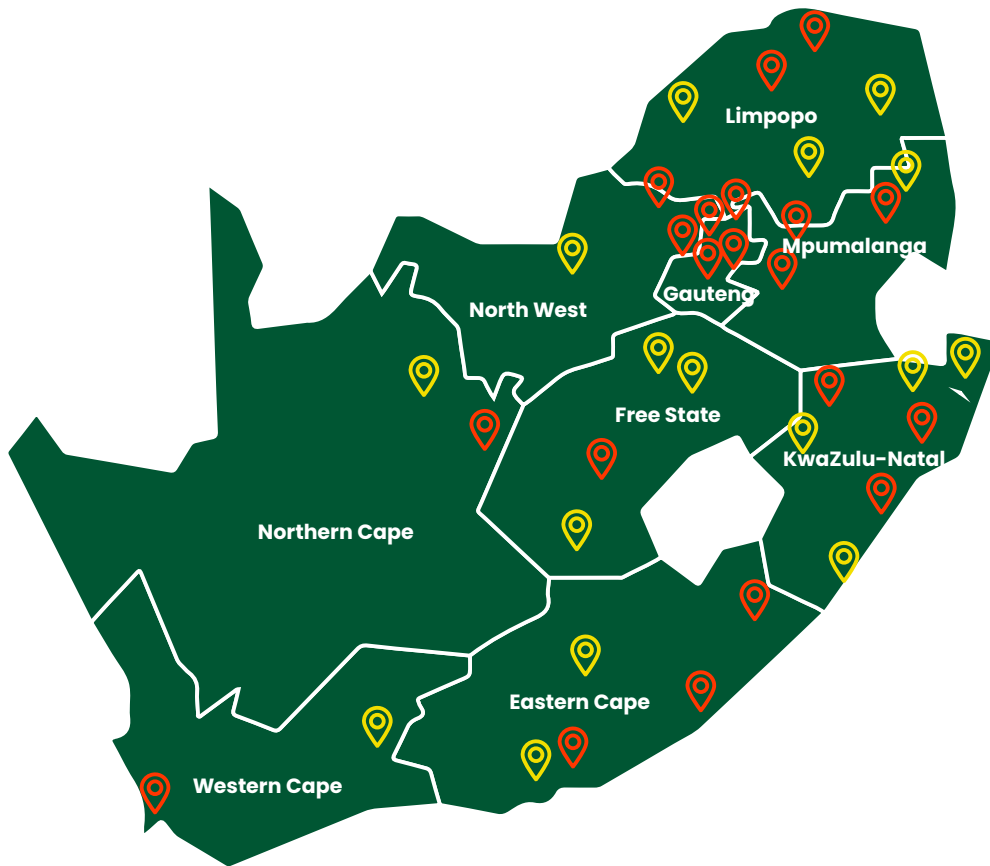 Limpopo
Mpumalanga
Gauteng
North West
Free State
KwaZulu-Natal
Northern Cape
Eastern Cape
Western Cape